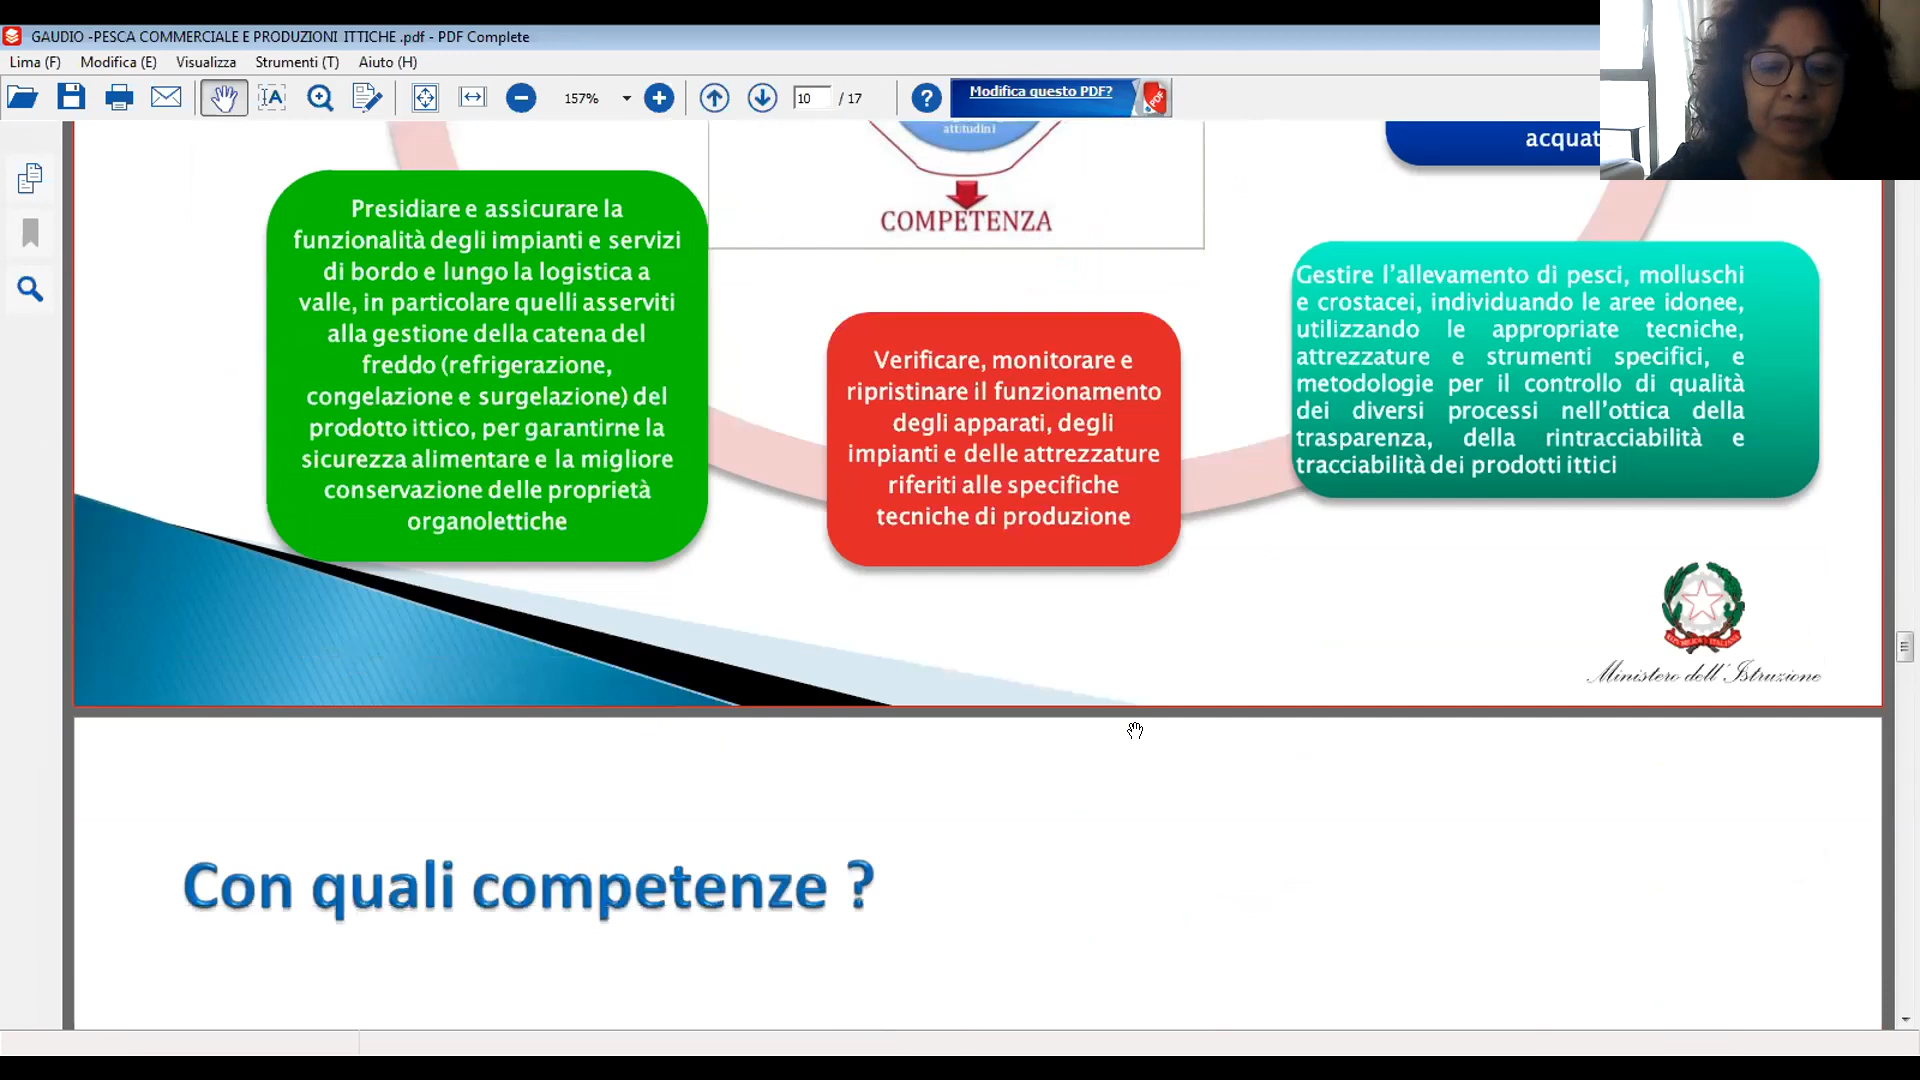 GAUDIO -PESCA COMMERCIALE E PRODUZIONI ITTICHE .pdf - PDF Complete
Lima (F) Modifica (E) Visualizza Strumenti (T) Aiuto (H)
157% 10 / 17 Modifica questo PDF?
attitudini
COMPETENZA
acquat
Presidiare e assicurare la
funzionalità degli impianti e servizi
di bordo e lungo la logistica a
valle, in particolare quelli asserviti
alla gestione della catena del
freddo (refrigerazione,
congelazione e surgelazione) del
prodotto ittico, per garantirne la
sicurezza alimentare e la migliore
conservazione delle proprietà
organolettiche
Verificare, monitorare e
ripristinare il funzionamento
degli apparati, degli
impianti e delle attrezzature
riferiti alle specifiche
tecniche di produzione
Gestire l’allevamento di pesci, molluschi
e crostacei, individuando le aree idonee,
utilizzando le appropriate tecniche,
attrezzature e strumenti specifici, e
metodologie per il controllo di qualità
dei diversi processi nell’ottica della
trasparenza, della rintracciabilità e
tracciabilità dei prodotti ittici
Ministero dell’Istruzione
Con quali competenze ?